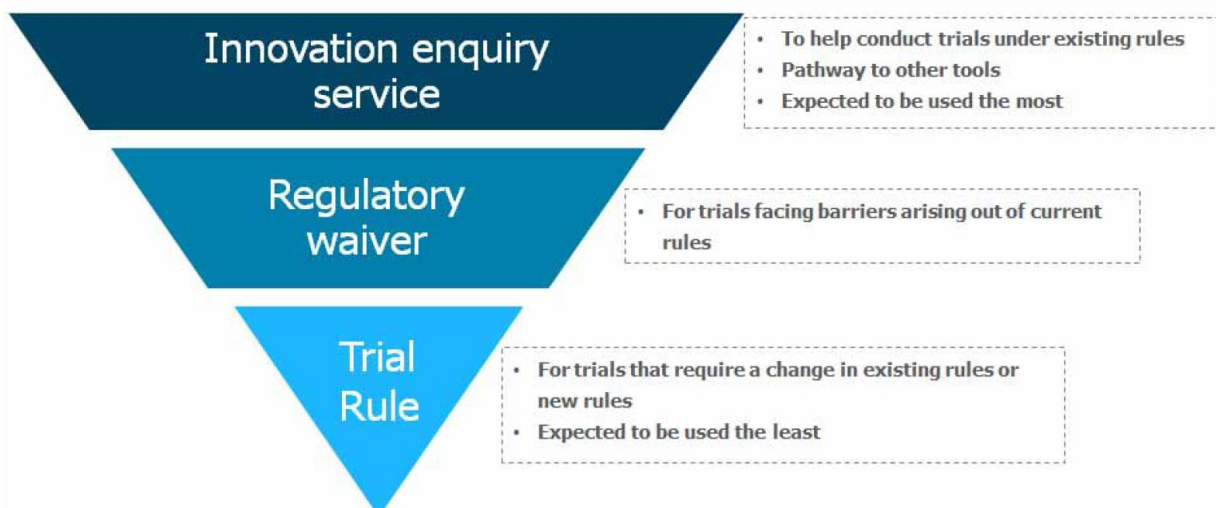 Innovation enquiry
service
• To help conduct trials under existing rules
• Pathway to other tools
• Expected to be used the most
Regulatory
waiver
• For trials facing barriers arising out of current
rules
Trial
Rule
• For trials that require a change in existing rules or
new rules
• Expected to be used the least